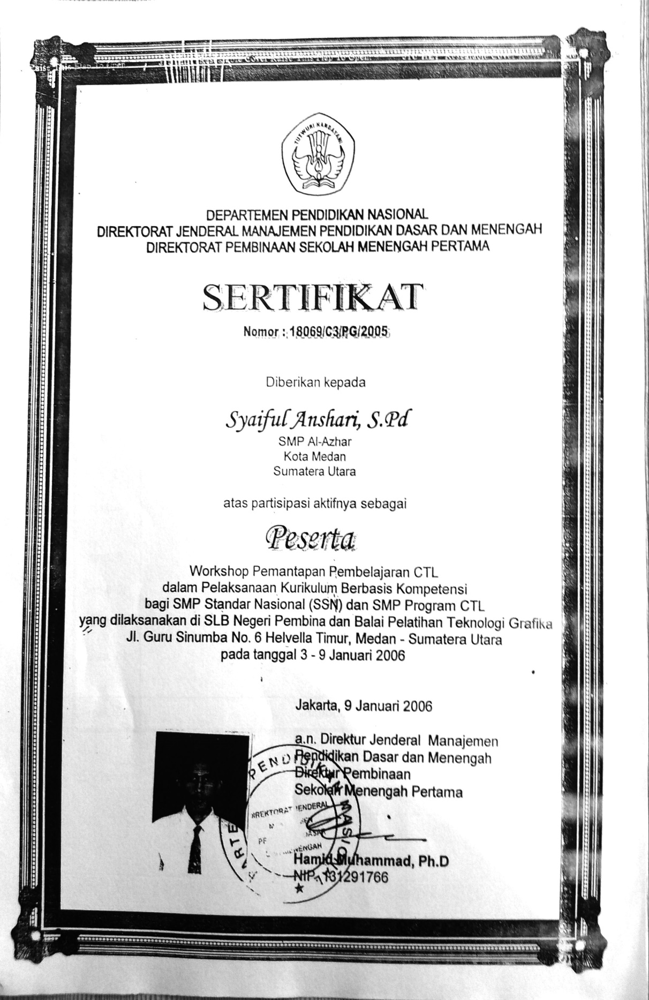 TUT WURI HANDAYANI
DEPARTEMEN PENDIDIKAN NASIONAL
DIREKTORAT JENDERAL MANAJEMEN PENDIDIKAN DASAR DAN MENENGAH
DIREKTORAT PEMBINAAN SEKOLAH MENENGAH PERTAMA
SERTIFIKAT
Nomor : 18069/C3/PG/2005
Diberikan kepada
Syaiful Anshari, S.Pd
SMP Al-Azhar
Kota Medan
Sumatera Utara
atas partisipasi aktifnya sebagai
Peserta
Workshop Pemantapan Pembelajaran CTL
dalam Pelaksanaan Kurikulum Berbasis Kompetensi
bagi SMP Standar Nasional (SSN) dan SMP Program CTL
yang dilaksanakan di SLB Negeri Pembina dan Balai Pelatihan Teknologi Grafika
Jl. Guru Sinumba No. 6 Helvella Timur, Medan - Sumatera Utara
pada tanggal 3 - 9 Januari 2006
Jakarta, 9 Januari 2006
a.n. Direktur Jenderal Manajemen
Pendidikan Dasar dan Menengah
Direktur Pembinaan
Sekolah Menengah Pertama
PENDIDIKAN NASIONAL
DIREKTORAT JENDERAL
MENENGAH
Hamid Muhammad, Ph.D
NIP. 131291766